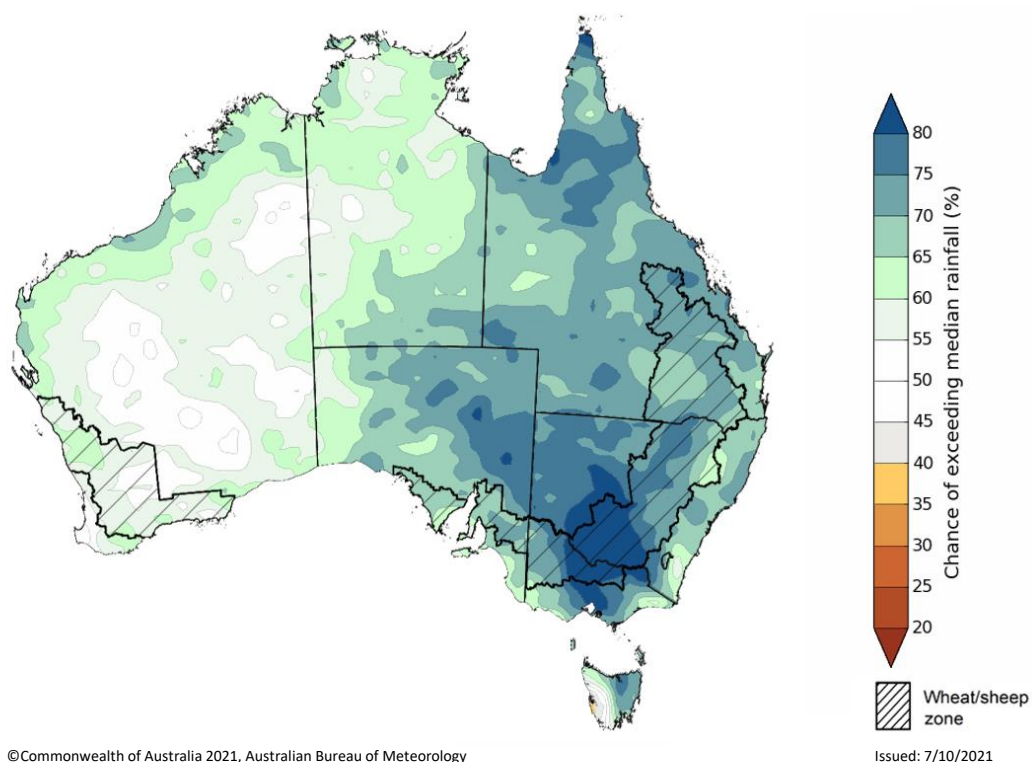 80
75
70
65
60
55
50
45
40
35
30
25
20
Chance of exceeding median rainfall (%)
Wheat/sheep
zone
©Commonwealth of Australia 2021, Australian Bureau of Meteorology
Issued: 7/10/2021